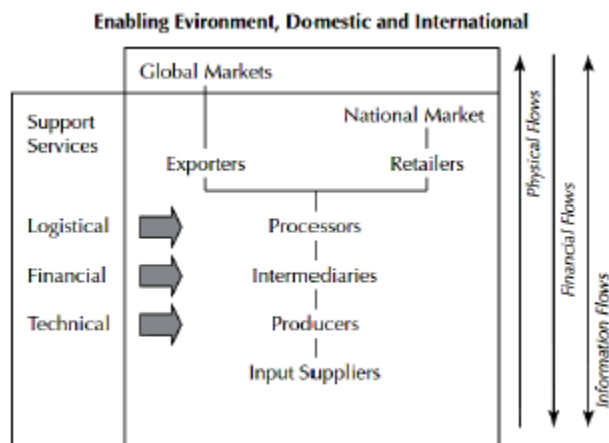 Enabling Evironment, Domestic and International
Global Markets
Support
Services
National Market
Exporters
Retailers
Logistical
Processors
Financial
Intermediaries
Technical
Producers
Input Suppliers
Physical Flows
Financial Flows
Information Flows